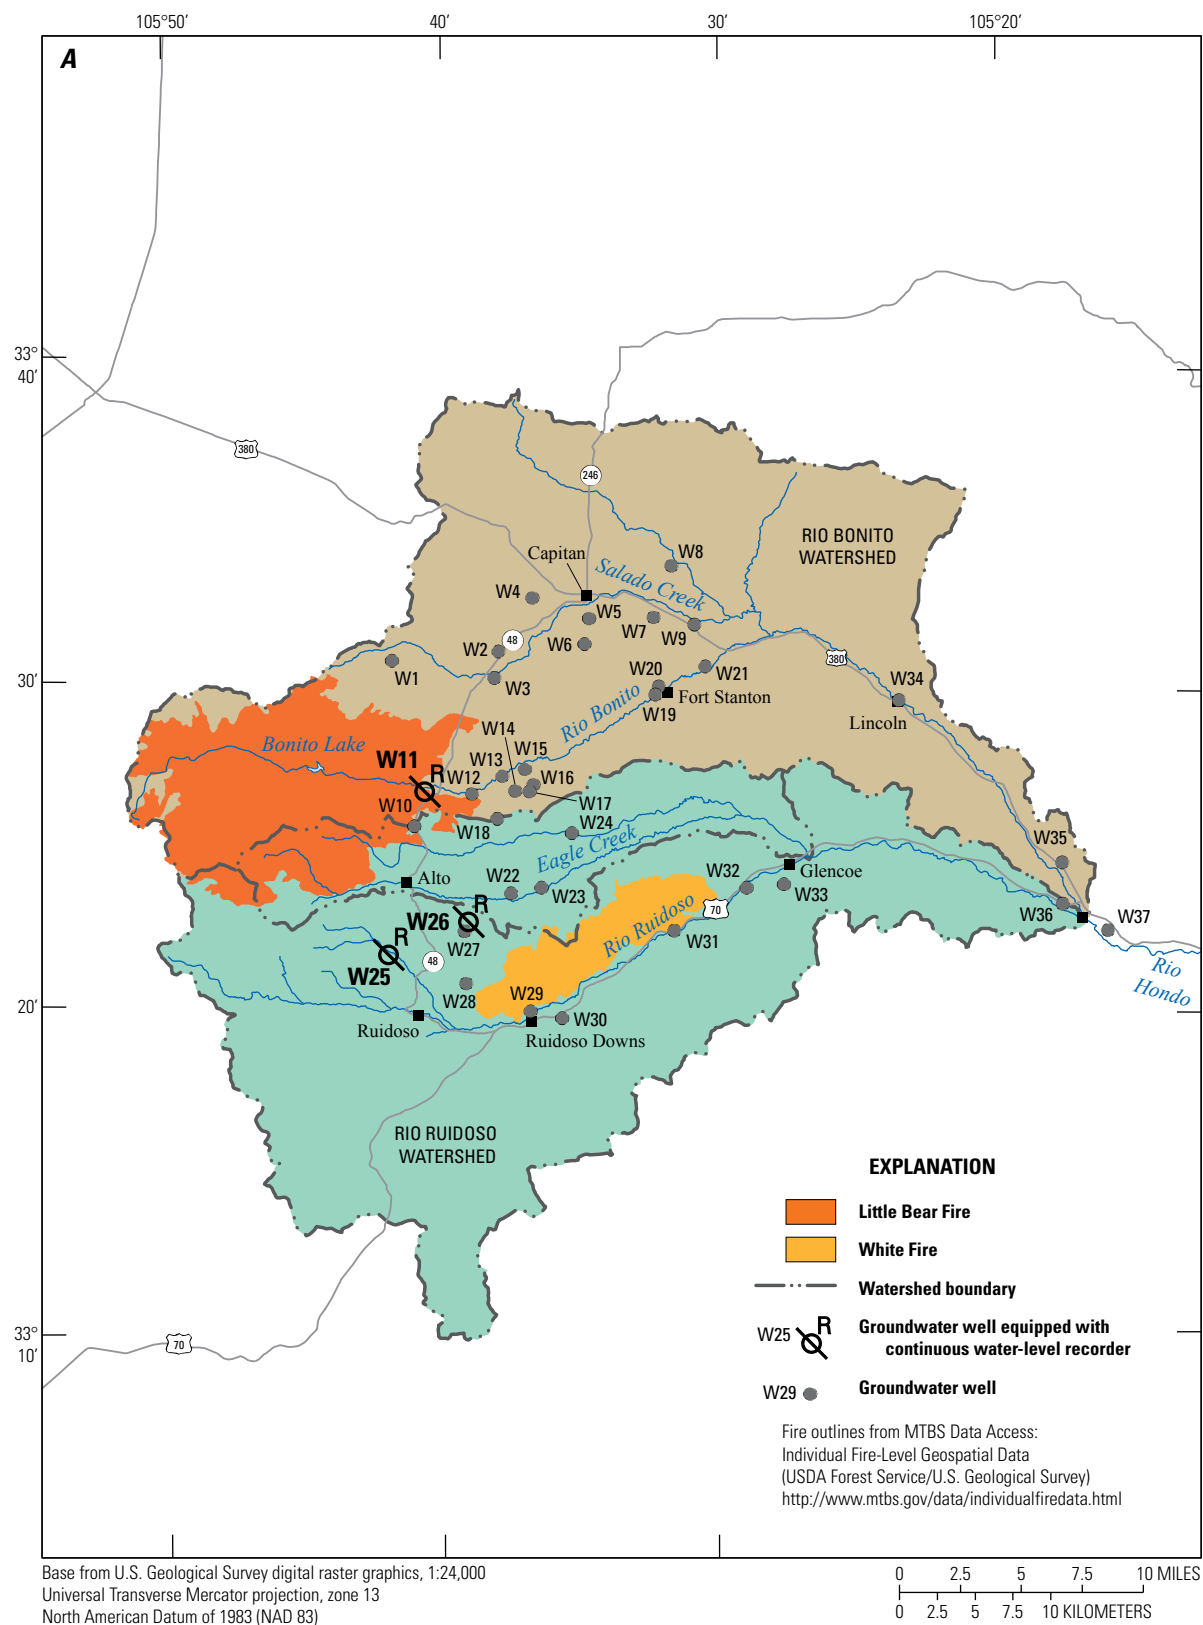 105°50′
40′
30′
105°20′
A
33°
40′
380
246
RIO BONITO
WATERSHED
Capitan
W8
Salado Creek
W4
W5
W7
W9
48
W2
W6
380
W1
W3
W20
W21
W34
30′
Fort Stanton
W19
Lincoln
Rio Bonito
W14
Bonito Lake
W15
W11
R
W13
W12
W16
W10
W17
W18
W24
W35
Eagle Creek
Alto
W22
W32
Glencoe
W23
W33
R
W26
70
W36
W37
R
W27
Rio Ruidoso
W31
W25
48
Rio
Hondo
W28
W29
20′
Ruidoso
W30
Ruidoso Downs
RIO RUIDOSO
WATERSHED
33°
10′
70
EXPLANATION
Little Bear Fire
White Fire
Watershed boundary
W25
R
Groundwater well equipped with
continuous water-level recorder
W29
Groundwater well
Fire outlines from MTBS Data Access:
Individual Fire-Level Geospatial Data
(USDA Forest Service/U.S. Geological Survey)
http://www.mtbs.gov/data/individualfiredata.html
Base from U.S. Geological Survey digital raster graphics, 1:24,000
Universal Transverse Mercator projection, zone 13
North American Datum of 1983 (NAD 83)
0 2.5 5 7.5 10 MILES
0 2.5 5 7.5 10 KILOMETERS